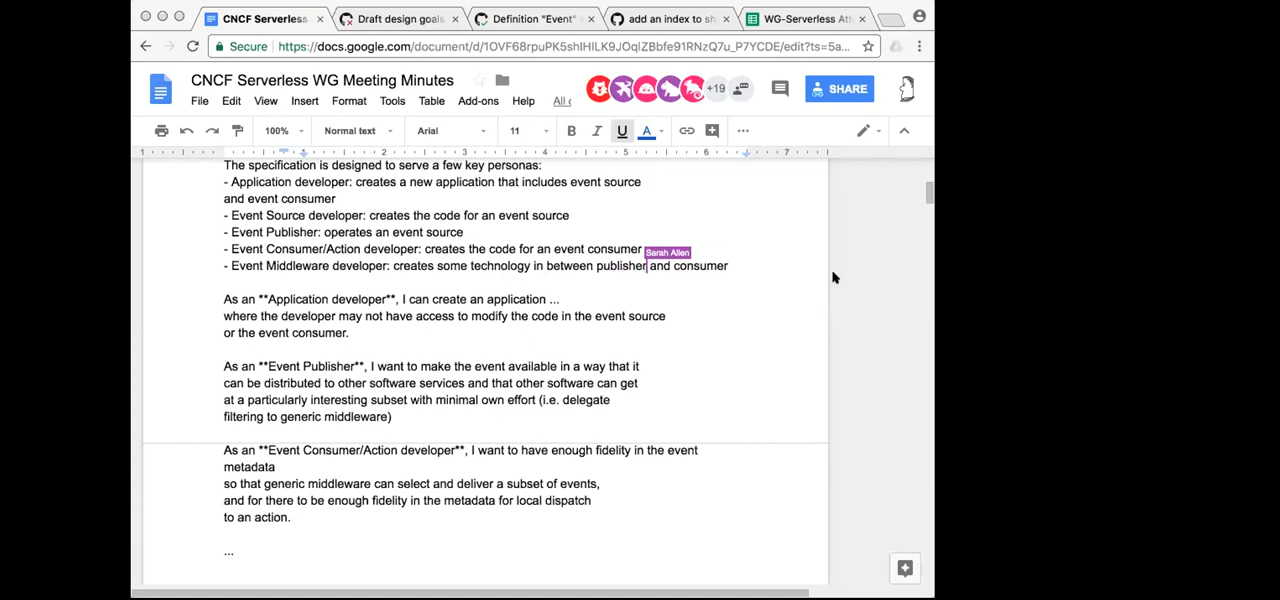 CNCF Serverless
Draft design goal
Definition "Event"
add an index to sh
WG-Serverless Att
Secure
https://docs.google.com/document/d/1OVF68rpuPK5shIHILK9JOqlZBbfe91RNzQ7u_P7YCDE/edit?ts=5a...
CNCF Serverless WG Meeting Minutes
+19
SHARE
File Edit View Insert Format Tools Table Add-ons Help All c
100% Normal text Arial 11 B I U A
1 1 2 3 4 5 6 7
The specification is designed to serve a few key personas:
- Application developer: creates a new application that includes event source
and event consumer
- Event Source developer: creates the code for an event source
- Event Publisher: operates an event source
- Event Consumer/Action developer: creates the code for an event consumer
Sarah Allen
- Event Middleware developer: creates some technology in between publisher and consumer
As an **Application developer**, I can create an application ...
where the developer may not have access to modify the code in the event source
or the event consumer.
As an **Event Publisher**, I want to make the event available in a way that it
can be distributed to other software services and that other software can get
at a particularly interesting subset with minimal own effort (i.e. delegate
filtering to generic middleware)
As an **Event Consumer/Action developer**, I want to have enough fidelity in the event
metadata
so that generic middleware can select and deliver a subset of events,
and for there to be enough fidelity in the metadata for local dispatch
to an action.
...